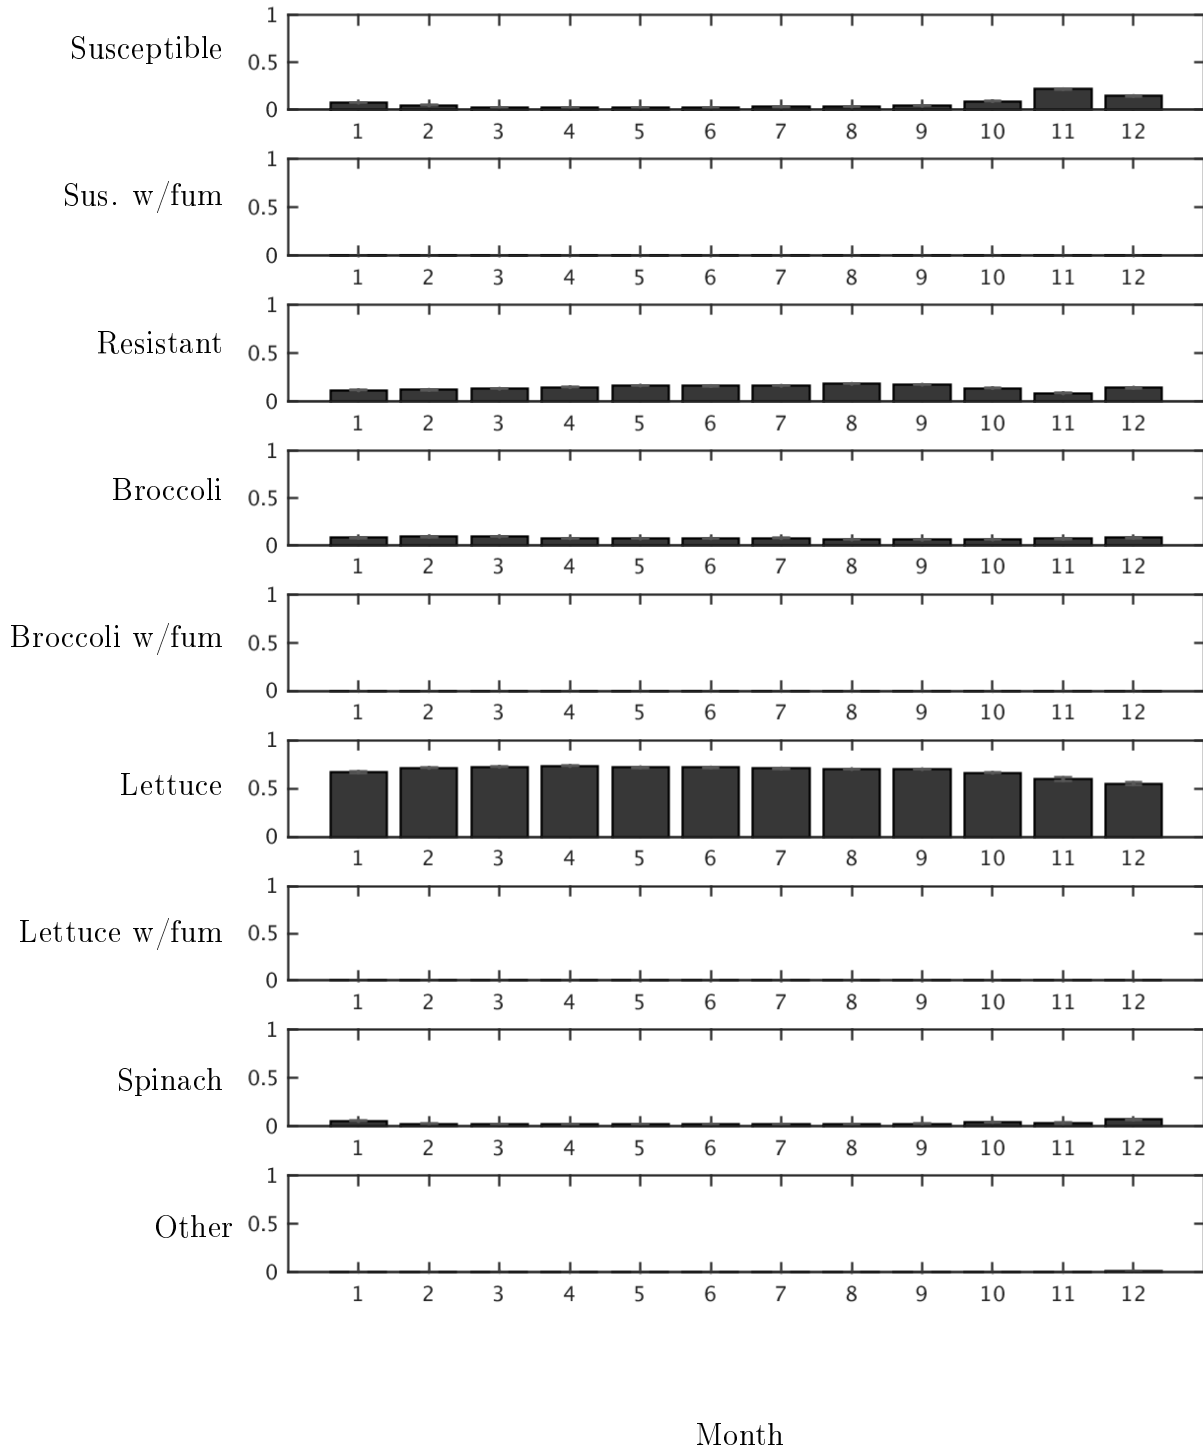 1
Susceptible 0.5
0
1 2 3 4 5 6 7 8 9 10 11 12
1
Sus. w/fum 0.5
0
1 2 3 4 5 6 7 8 9 10 11 12
1
Resistant 0.5
0
1 2 3 4 5 6 7 8 9 10 11 12
1
Broccoli 0.5
0
1 2 3 4 5 6 7 8 9 10 11 12
1
Broccoli w/fum 0.5
0
1 2 3 4 5 6 7 8 9 10 11 12
1
Lettuce 0.5
0
1 2 3 4 5 6 7 8 9 10 11 12
1
Lettuce w/fum 0.5
0
1 2 3 4 5 6 7 8 9 10 11 12
1
Spinach 0.5
0
1 2 3 4 5 6 7 8 9 10 11 12
1
Other 0.5
0
1 2 3 4 5 6 7 8 9 10 11 12
Month